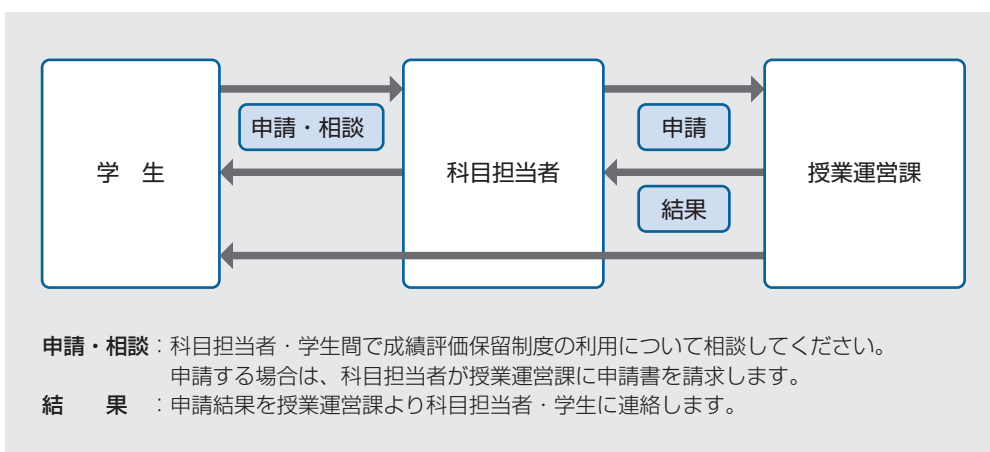 申請・相談
申請
学　生
科目担当者
授業運営課
結果
申請・相談：科目担当者・学生間で成績評価保留制度の利用について相談してください。
申請する場合は、科目担当者が授業運営課に申請書を請求します。
結　　果　：申請結果を授業運営課より科目担当者・学生に連絡します。